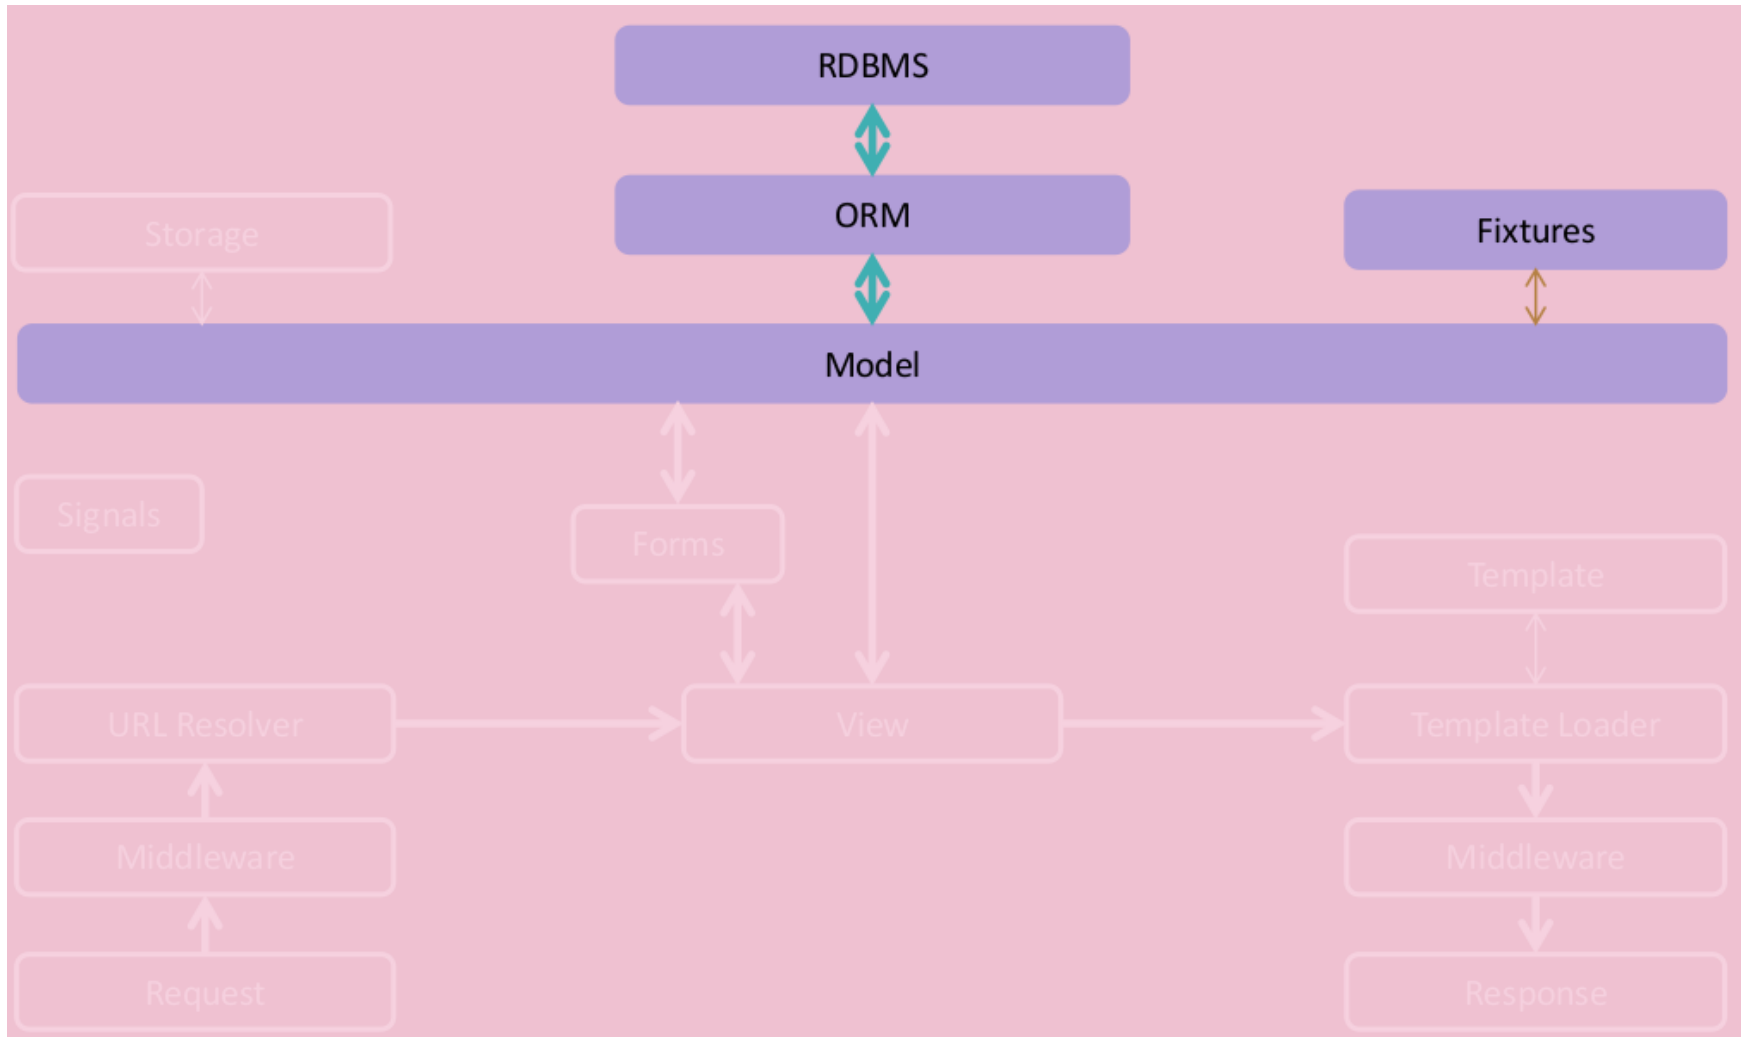 RDBMS
ORM
Storage
Fixtures
Model
Signals
Forms
Template
URL Resolver
View
Template Loader
Middleware
Middleware
Request
Response